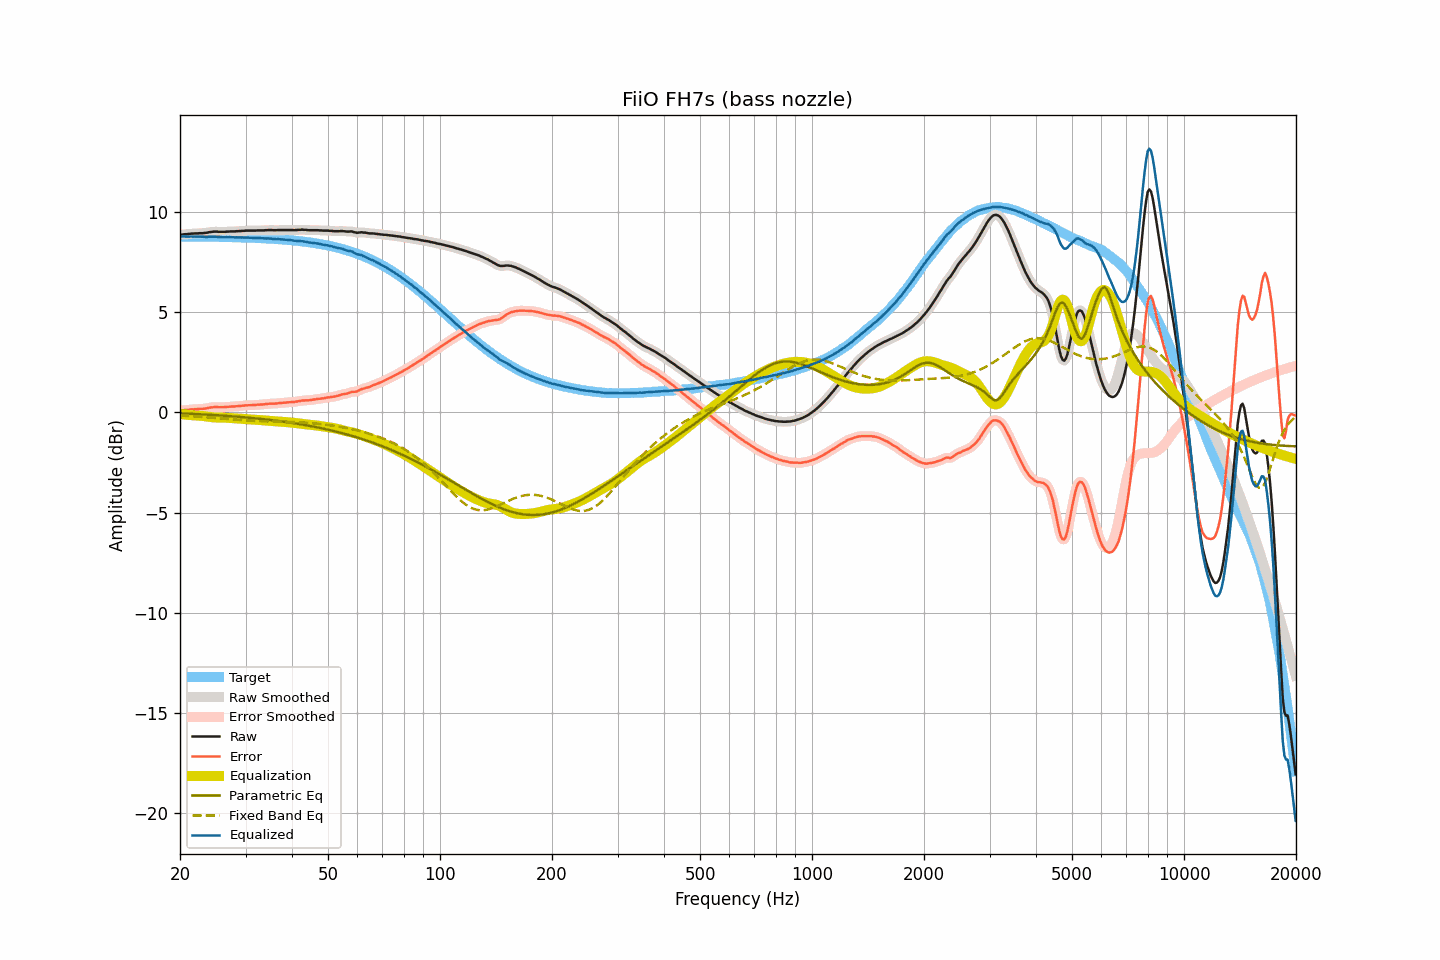 FiiO FH7s (bass nozzle)
Amplitude (dBr)
10
5
0
−5
−10
−15
−20
Target
Raw Smoothed
Error Smoothed
Raw
Error
Equalization
Parametric Eq
Fixed Band Eq
Equalized
20 50 100 200 500 1000 2000 5000 10000 20000
Frequency (Hz)